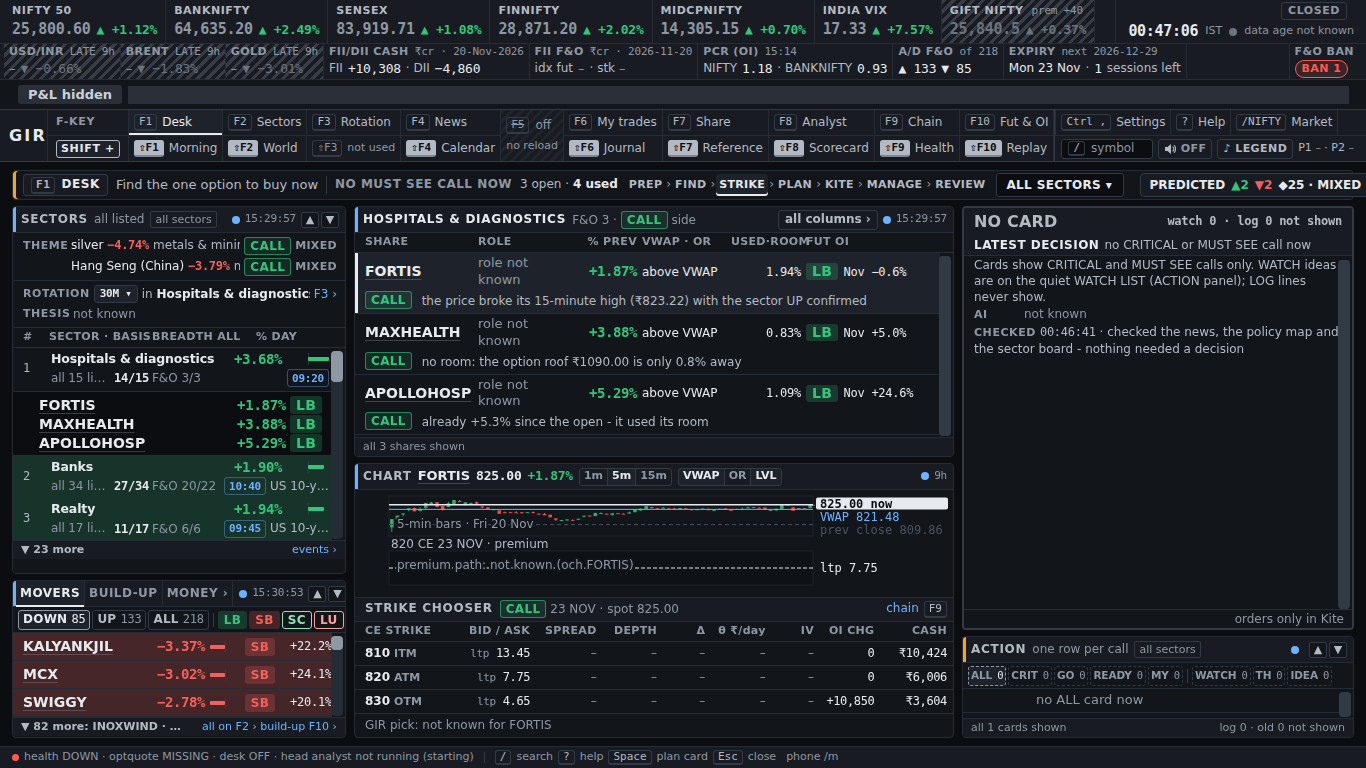 NIFTY 50 BANKNIFTY SENSEX FINNIFTY MIDCPNIFTY INDIA VIX GIFT NIFTY prem +40 CLOSED
25,800.60 ▲ +1.12% 64,635.20 ▲ +2.49% 83,919.71 ▲ +1.08% 28,871.20 ▲ +2.02% 14,305.15 ▲ +0.70% 17.33 ▲ +7.57% 25,840.5 ▲ +0.37% 00:47:06 IST data age not known
USD/INR LATE 9h BRENT LATE 9h GOLD LATE 9h FII/DII CASH ₹cr · 20-Nov-2026 FII F&O ₹cr · 2026-11-20 PCR (OI) 15:14 A/D F&O of 218 EXPIRY next 2026-12-29 F&O BAN
– ▼ −0.66% – ▼ −1.83% – ▼ −3.01% FII +10,308 · DII −4,860 idx fut – · stk – NIFTY 1.18 · BANKNIFTY 0.93 ▲ 133 ▼ 85 Mon 23 Nov · 1 sessions left BAN 1
P&L hidden
GIR F-KEY F1 Desk F2 Sectors F3 Rotation F4 News F5 off F6 My trades F7 Share F8 Analyst F9 Chain F10 Fut & OI Ctrl , Settings ? Help /NIFTY Market
SHIFT + ⇧F1 Morning ⇧F2 World ⇧F3 not used ⇧F4 Calendar no reload ⇧F6 Journal ⇧F7 Reference ⇧F8 Scorecard ⇧F9 Health ⇧F10 Replay / symbol OFF ♪ LEGEND P1 – · P2 –
F1 DESK Find the one option to buy now NO MUST SEE CALL NOW 3 open · 4 used PREP › FIND › STRIKE › PLAN › KITE › MANAGE › REVIEW ALL SECTORS ▾ PREDICTED ▲2 ▼2 ◆25 · MIXED
SECTORS all listed all sectors 15:29:57 ▲ ▼
THEME silver −4.74% metals & minin CALL MIXED
Hang Seng (China) −3.79% CALL MIXED
ROTATION 30M ▾ in Hospitals & diagnostics F3 ›
THESIS not known
# SECTOR · BASIS BREADTH ALL % DAY
1 Hospitals & diagnostics +3.68%
all 15 li… 14/15 F&O 3/3 09:20
FORTIS +1.87% LB
MAXHEALTH +3.88% LB
APOLLOHOSP +5.29% LB
2 Banks +1.90%
all 34 li… 27/34 F&O 20/22 10:40 US 10-y…
3 Realty +1.94%
all 17 li… 11/17 F&O 6/6 09:45 US 10-y…
▼ 23 more events ›
MOVERS BUILD-UP MONEY › 15:30:53 ▲ ▼
DOWN 85 UP 133 ALL 218 LB SB SC LU
KALYANKJIL −3.37% SB +22.2%
MCX −3.02% SB +24.1%
SWIGGY −2.78% SB +20.1%
▼ 82 more: INOXWIND · … all on F2 › build-up F10 ›
HOSPITALS & DIAGNOSTICS F&O 3 · CALL side all columns › 15:29:57
SHARE ROLE % PREV VWAP · OR USED·ROOM FUT OI
FORTIS role not known +1.87% above VWAP 1.94% LB Nov −0.6%
CALL the price broke its 15-minute high (₹823.22) with the sector UP confirmed
MAXHEALTH role not known +3.88% above VWAP 0.83% LB Nov +5.0%
CALL no room: the option roof ₹1090.00 is only 0.8% away
APOLLOHOSP role not known +5.29% above VWAP 1.09% LB Nov +24.6%
CALL already +5.3% since the open - it used its room
all 3 shares shown
CHART FORTIS 825.00 +1.87% 1m 5m 15m VWAP OR LVL 9h
825.00 now
VWAP 821.48
prev close 809.86
5-min bars · Fri 20 Nov
820 CE 23 NOV · premium
premium path: not known (och.FORTIS) ltp 7.75
STRIKE CHOOSER CALL 23 NOV · spot 825.00 chain F9
CE STRIKE BID / ASK SPREAD DEPTH Δ θ ₹/day IV OI CHG CASH
810 ITM ltp 13.45 – – – – – 0 ₹10,424
820 ATM ltp 7.75 – – – – – 0 ₹6,006
830 OTM ltp 4.65 – – – – – +10,850 ₹3,604
GIR pick: not known for FORTIS
NO CARD watch 0 · log 0 not shown
LATEST DECISION no CRITICAL or MUST SEE call now
Cards show CRITICAL and MUST SEE calls only. WATCH ideas
are on the quiet WATCH LIST (ACTION panel); LOG lines
never show.
AI not known
CHECKED 00:46:41 · checked the news, the policy map and
the sector board - nothing needed a decision
orders only in Kite
ACTION one row per call all sectors ▲ ▼
ALL 0 CRIT 0 GO 0 READY 0 MY 0 WATCH 0 TH 0 IDEA 0
no ALL card now
all 1 cards shown log 0 · old 0 not shown
health DOWN · optquote MISSING · desk OFF · head analyst not running (starting) / search ? help Space plan card Esc close phone /m